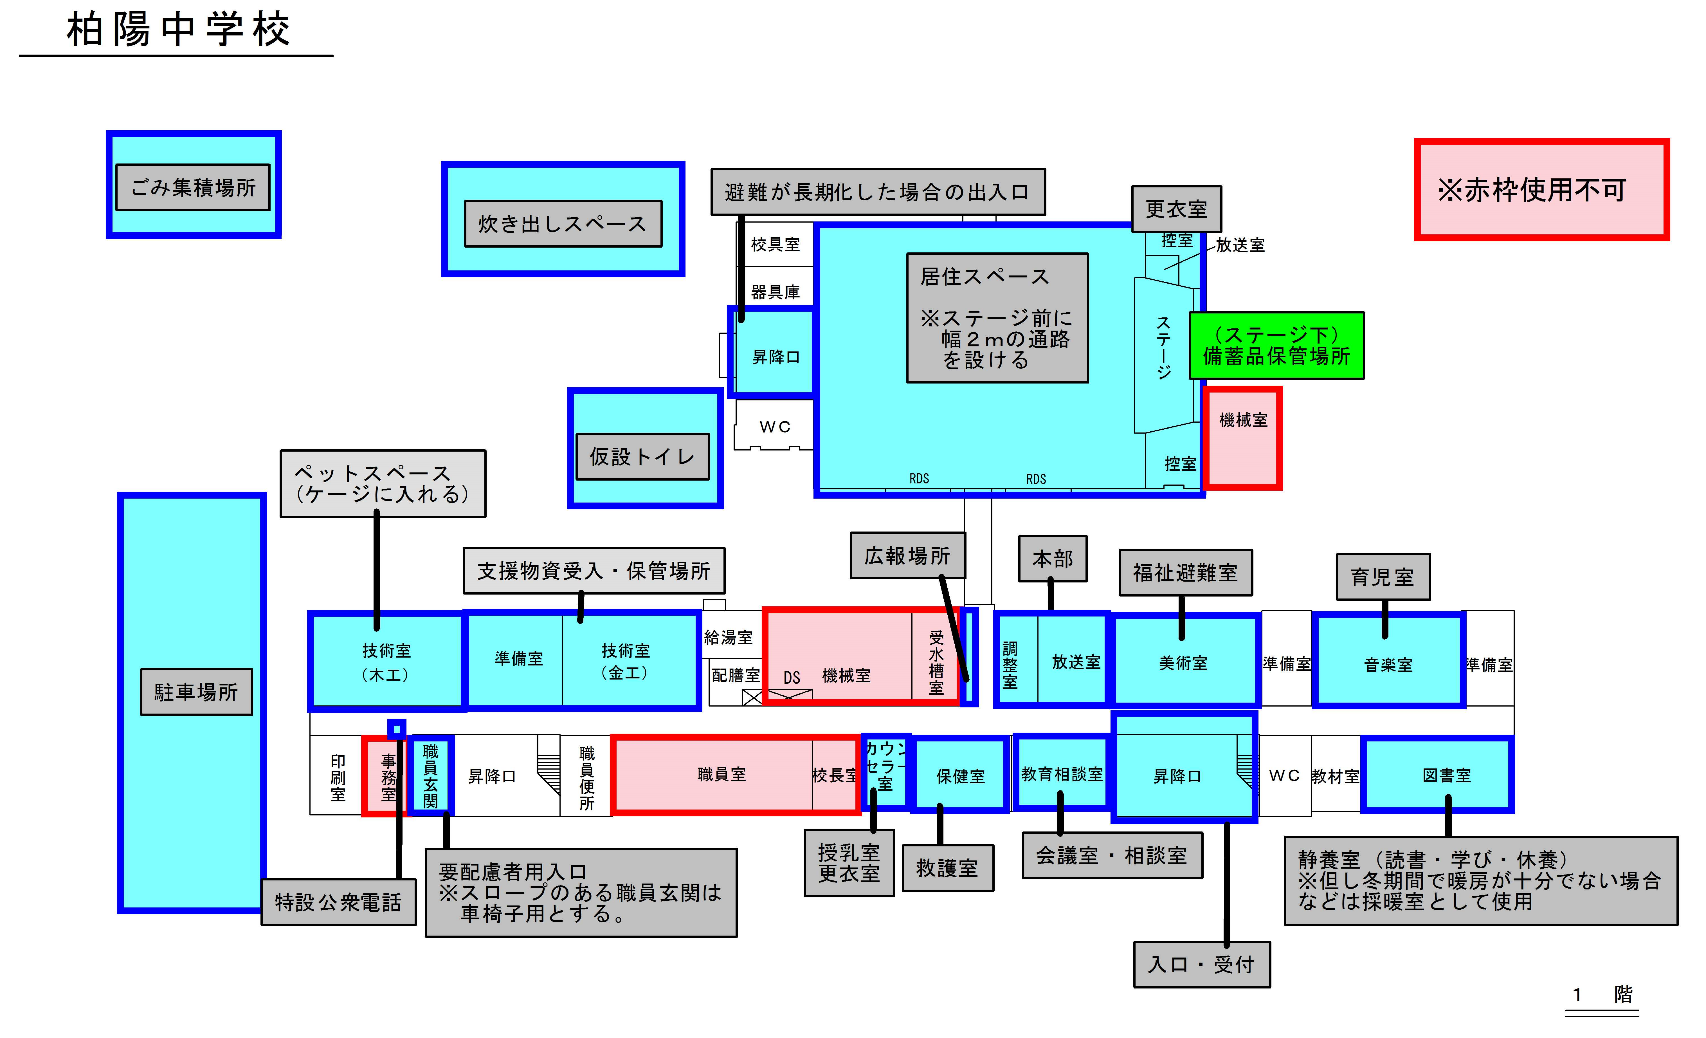 柏陽中学校
ごみ集積場所
炊き出しスペース
避難が長期化した場合の出入口
更衣室
※赤枠使用不可
校具室
控室
放送室
器具庫
居住スペース
※ステージ前に
幅2mの通路
を設ける
ステージ
(ステージ下)
備蓄品保管場所
昇降口
機械室
WC
仮設トイレ
控室
RDS
RDS
ペットスペース
(ケージに入れる)
支援物資受入・保管場所
広報場所
本部
福祉避難室
育児室
技術室
(木工)
準備室
技術室
(金工)
給湯室
配膳室
DS
機械室
受水槽室
調整室
放送室
美術室
準備室
音楽室
準備室
駐車場所
印刷室
事務室
職員玄関
昇降口
職員便所
職員室
校長室
カウン
セラー
室
保健室
教育相談室
昇降口
WC
教材室
図書室
特設公衆電話
要配慮者用入口
※スロープのある職員玄関は
車椅子用とする。
授乳室
更衣室
救護室
会議室・相談室
入口・受付
静養室(読書・学び・休養)
※但し冬期間で暖房が十分でない場合
などは採暖室として使用
1 階